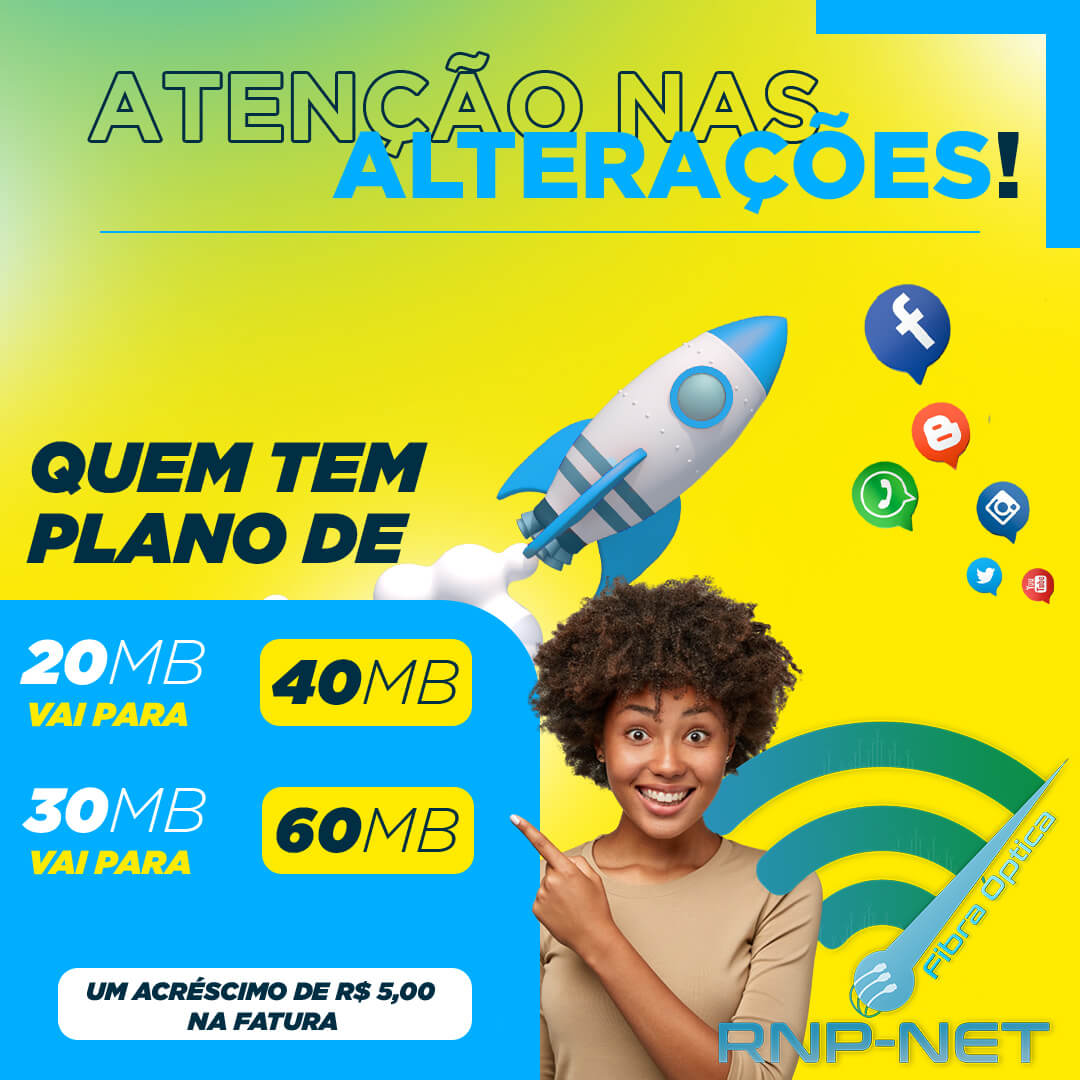 ATENÇÃO NAS
ALTERAÇÕES!
QUEM TEM
PLANO DE
20MB
VAI PARA
40MB
30MB
VAI PARA
60MB
UM ACRÉSCIMO DE R$ 5,00
NA FATURA
Fibra Óptica
RNP-NET